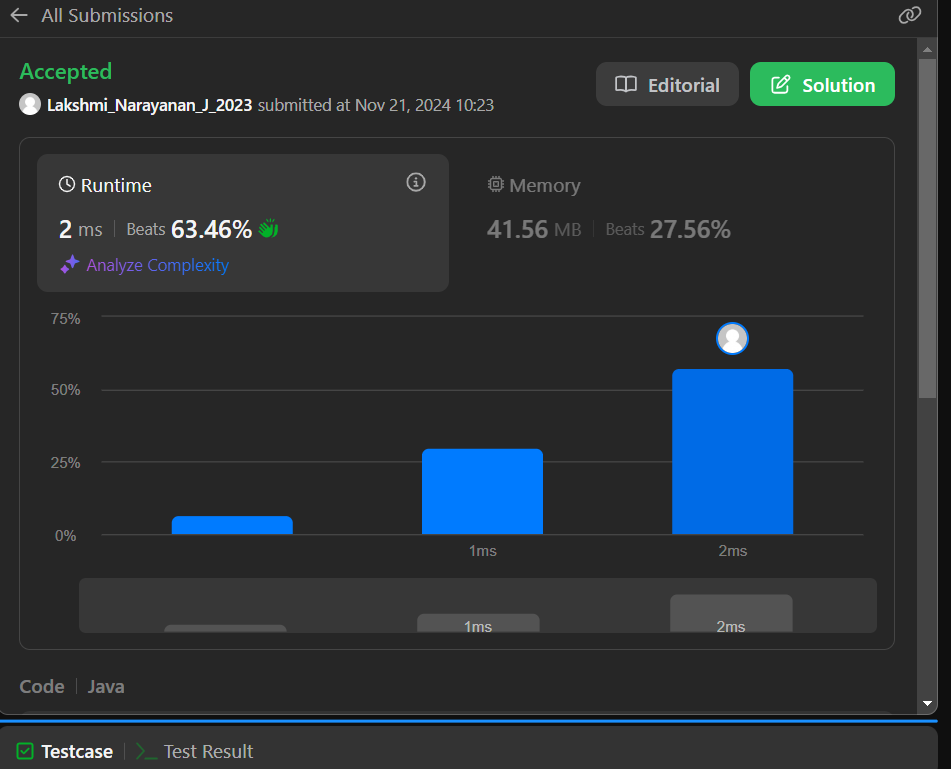 All Submissions
Accepted
Editorial
Solution
Lakshmi_Narayanan_J_2023 submitted at Nov 21, 2024 10:23
Runtime
2 ms | Beats 63.46%
Analyze Complexity
Memory
41.56 MB | Beats 27.56%
75%
50%
25%
0%
1ms 2ms
1ms 2ms
Code | Java
Testcase | >_ Test Result